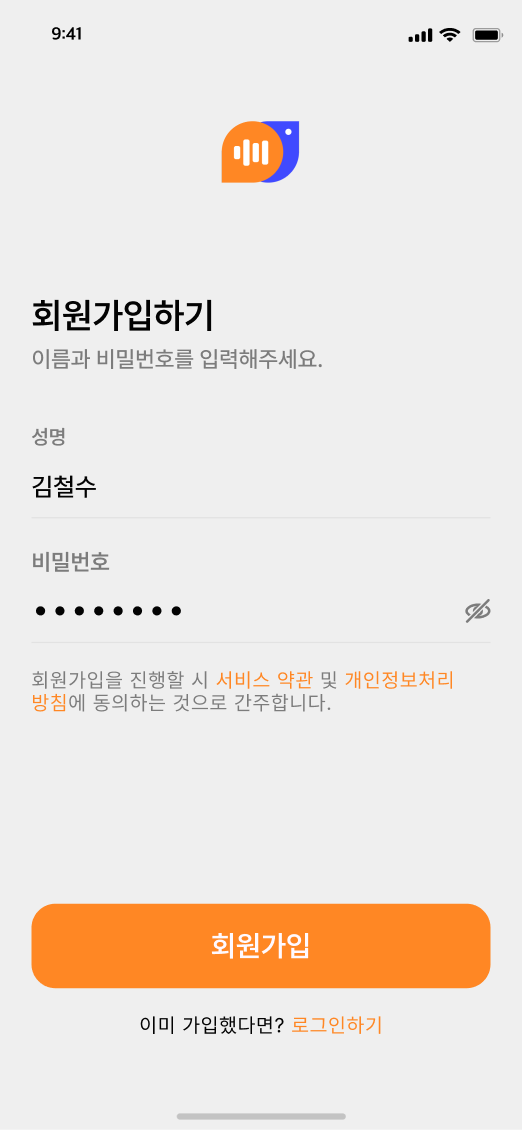 9:41
회원가입하기
이름과 비밀번호를 입력해주세요.
성명
김철수
비밀번호
회원가입을 진행할 시 서비스 약관 및 개인정보처리
방침에 동의하는 것으로 간주합니다.
회원가입
이미 가입했다면? 로그인하기